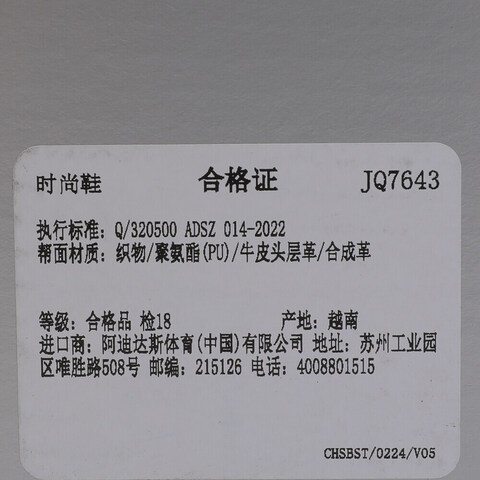 时尚鞋 合格证 JQ7643
执行标准: Q/320500 ADSZ 014-2022
帮面材质: 织物/聚氨酯(PU)/牛皮头层革/合成革
等级: 合格品 检18 产地: 越南
进口商: 阿迪达斯体育(中国)有限公司 地址: 苏州工业园
区唯胜路508号 邮编: 215126 电话: 4008801515
CHSBST/0224/V05